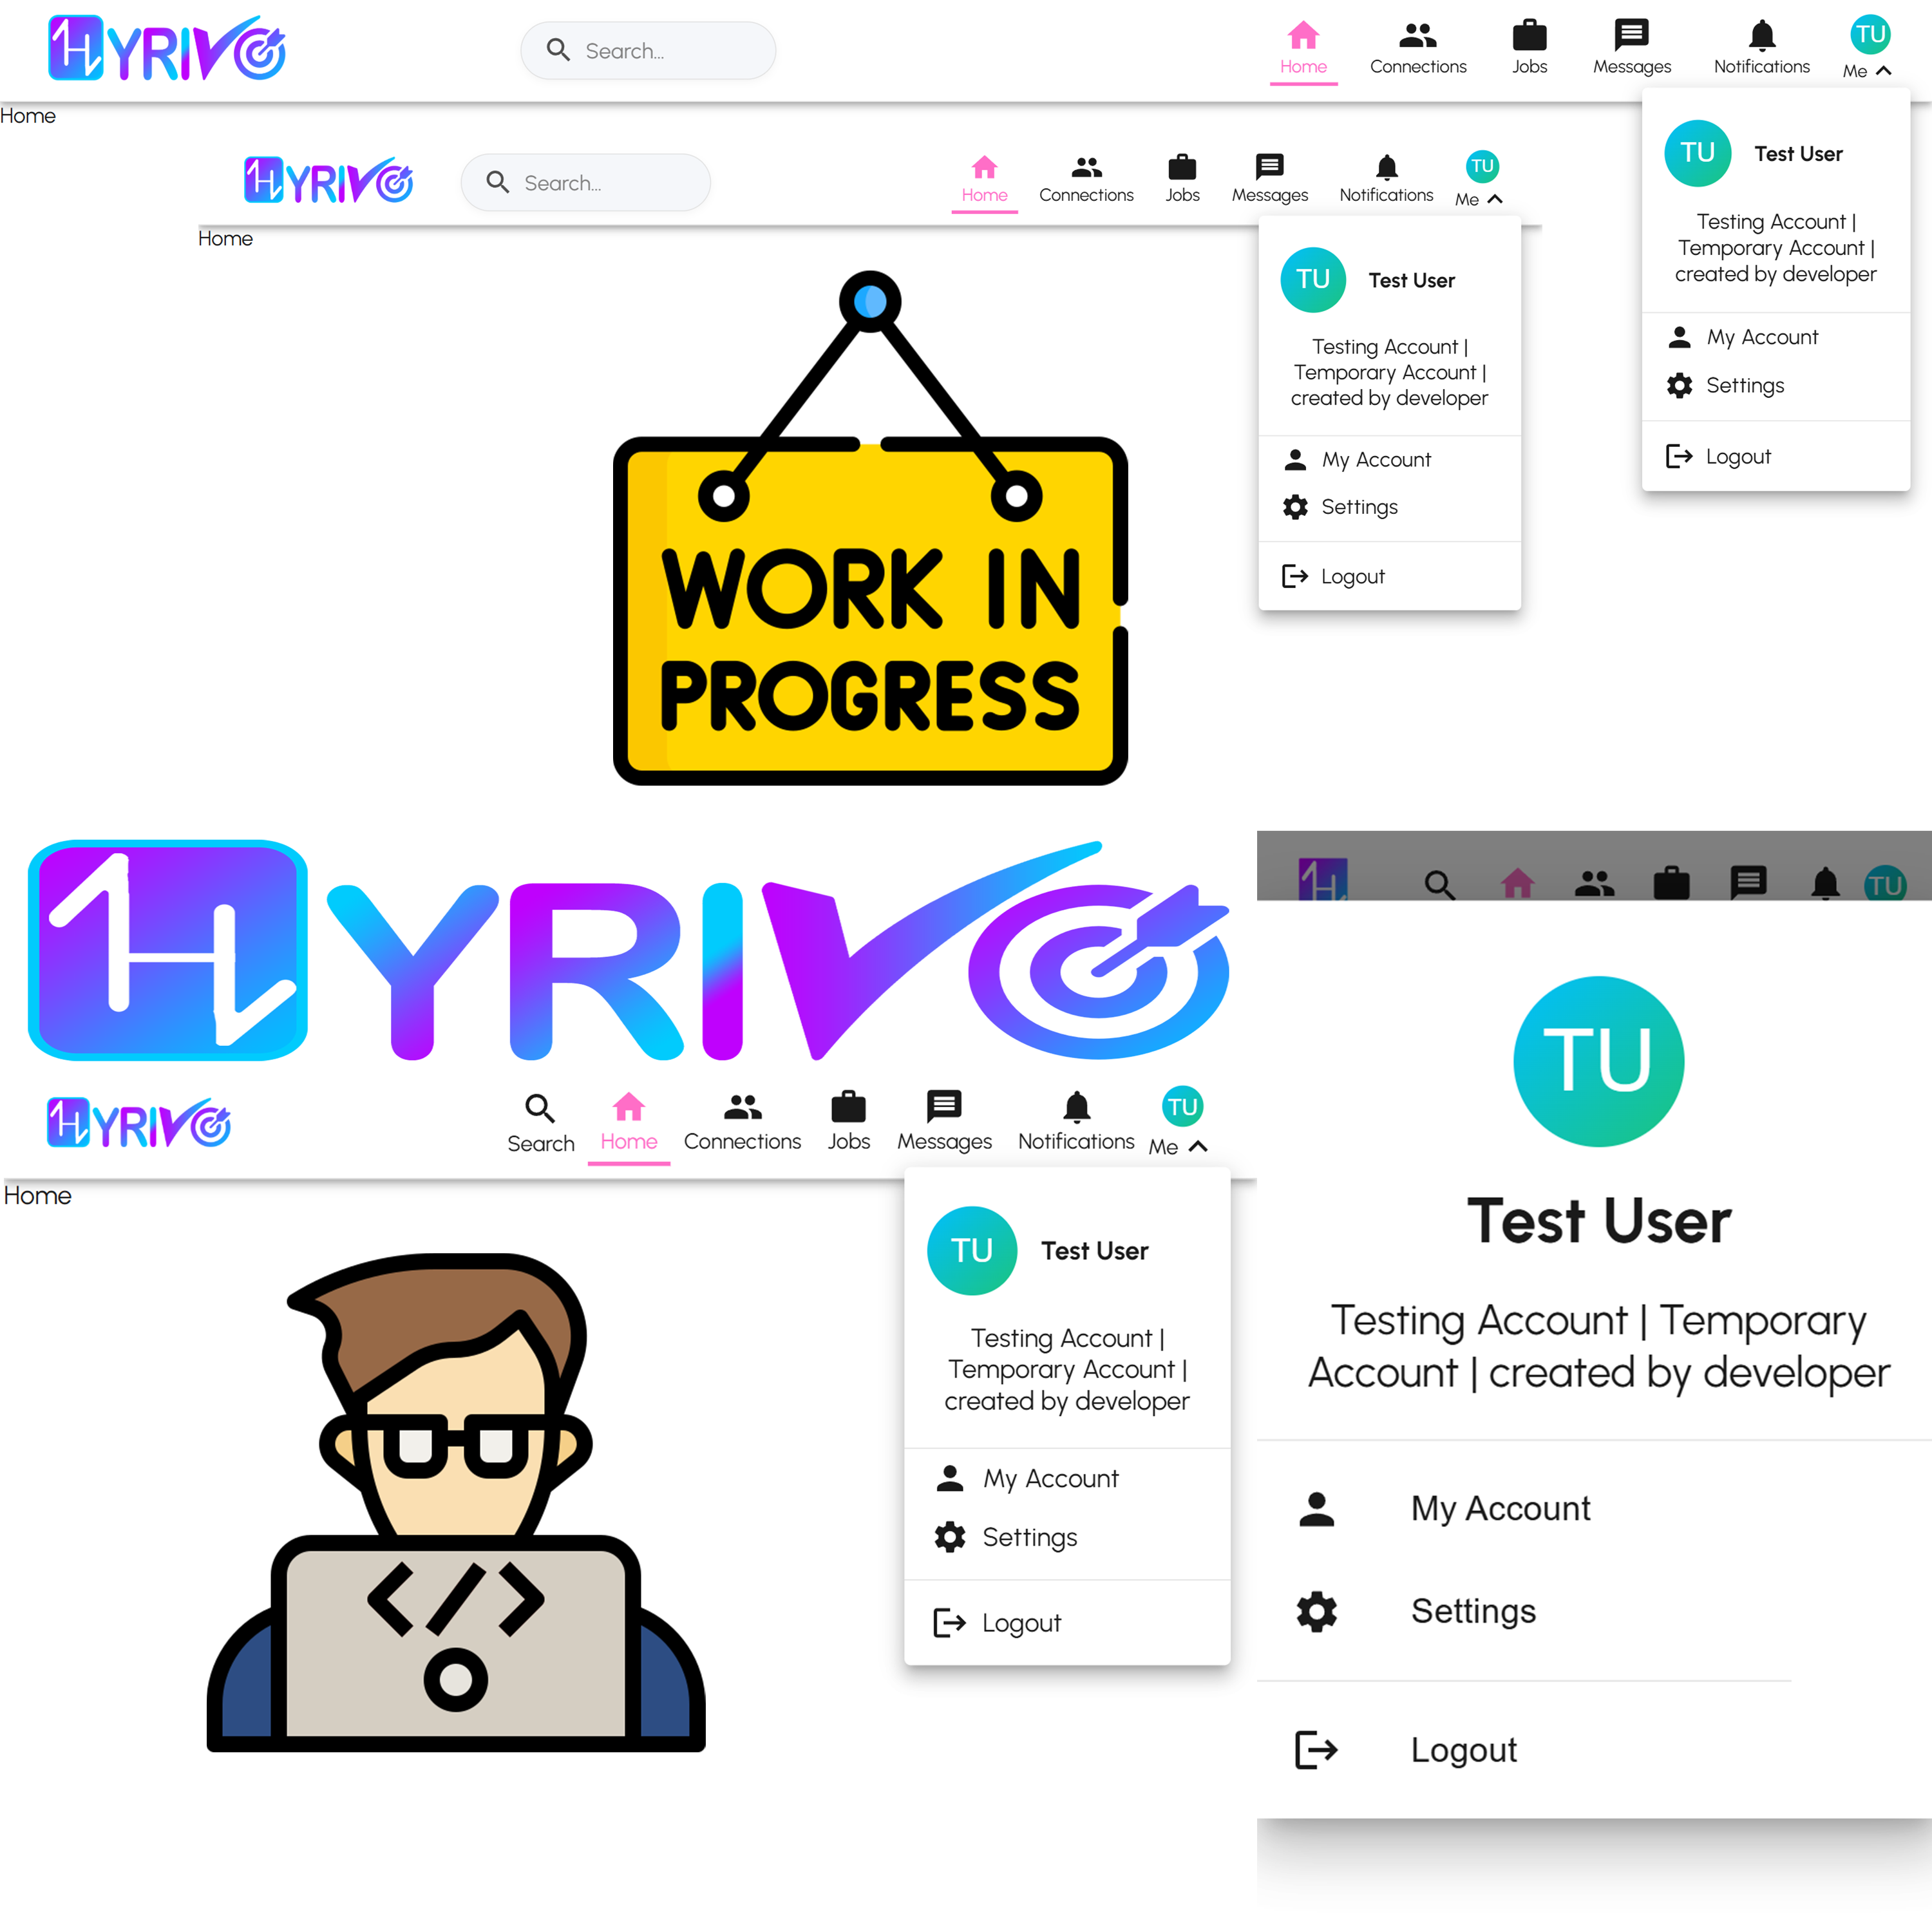 HYRIVO
Search...
Home
Connections
Jobs
Messages
Notifications
TU
Me
Home
TU
Test User
Testing Account |
Temporary Account |
created by developer
My Account
Settings
Logout
HYRIVO
Search...
Home
Connections
Jobs
Messages
Notifications
TU
Me
Home
TU
Test User
Testing Account |
Temporary Account |
created by developer
My Account
Settings
Logout
WORK IN
PROGRESS
HYRIVO
HYRIVO
Search
Home
Connections
Jobs
Messages
Notifications
TU
Me
Home
TU
Test User
Testing Account |
Temporary Account |
created by developer
My Account
Settings
Logout
</>
H
TU
TU
Test User
Testing Account | Temporary
Account | created by developer
My Account
Settings
Logout